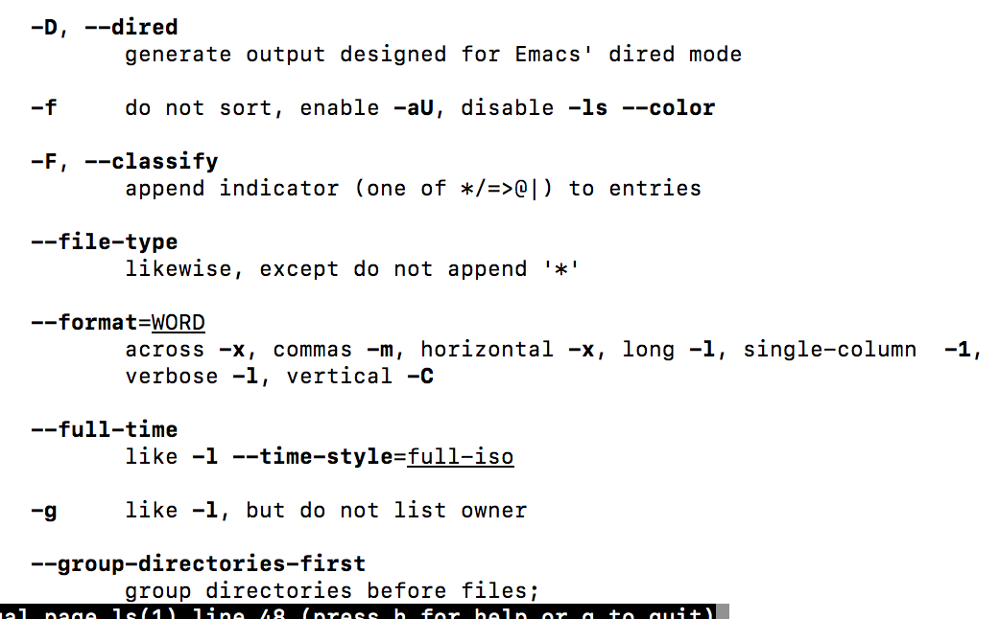 -D, --dired
generate output designed for Emacs' dired mode
-f do not sort, enable -aU, disable -ls --color
-F, --classify
append indicator (one of */=>@|) to entries
--file-type
likewise, except do not append '*'
--format=WORD
across -x, commas -m, horizontal -x, long -l, single-column -1,
verbose -l, vertical -C
--full-time
like -l --time-style=full-iso
-g like -l, but do not list owner
--group-directories-first
group directories before files;
page ls(1) line 48 (press h for help or q to quit)